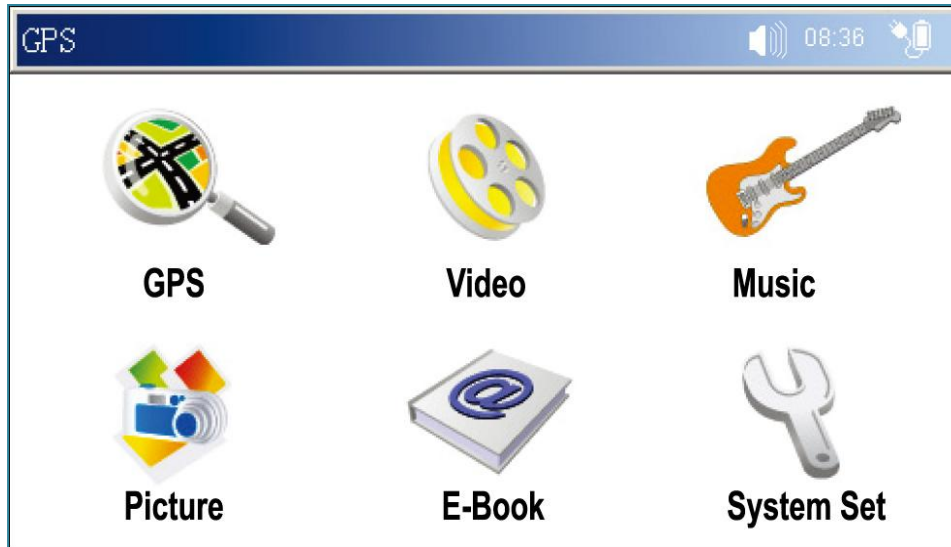 GPS
08:36
GPS
Video
Music
@
Picture
E-Book
System Set